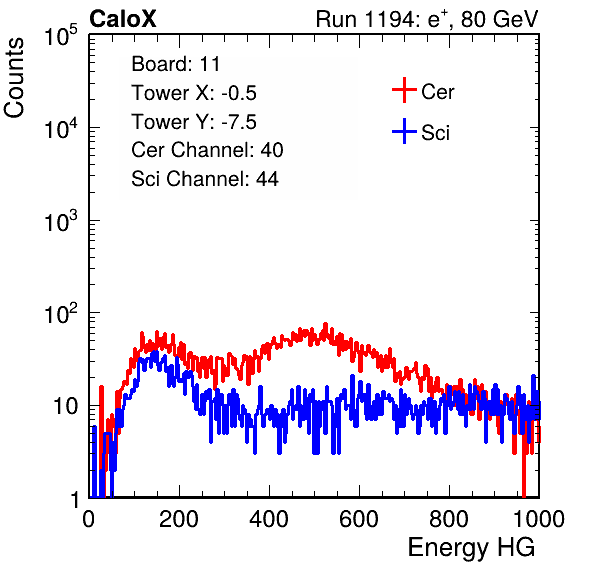 CaloX Run 1194: e⁺, 80 GeV
Counts
10⁵
10⁴
10³
10²
10
1
Board: 11
Tower X: -0.5
Tower Y: -7.5
Cer Channel: 40
Sci Channel: 44
Cer
Sci
0 200 400 600 800 1000
Energy HG